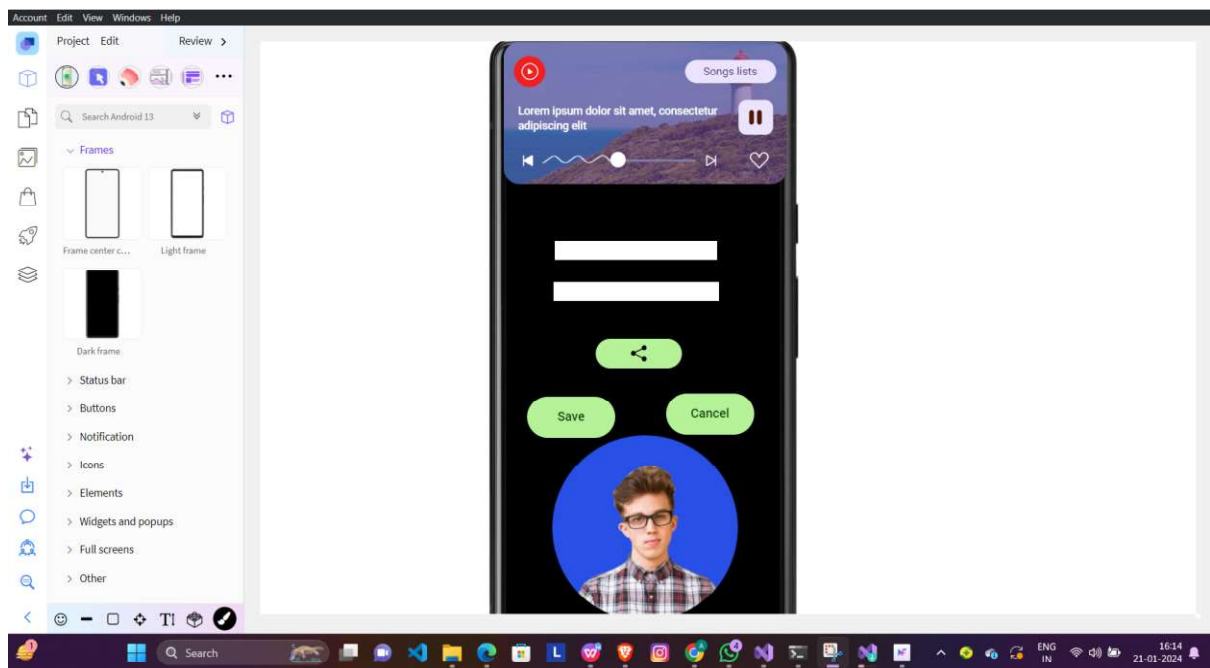 Account Edit View Windows Help
Project Edit Review >
Search Android 13
Frames
Frame center c...
Light frame
Dark frame
> Status bar
> Buttons
> Notification
> Icons
> Elements
> Widgets and popups
> Full screens
> Other
TI
Songs lists
Lorem ipsum dolor sit amet, consectetur
adipiscing elit
Save
Cancel
Search
L
ENG
IN
16:14
21-01-2024